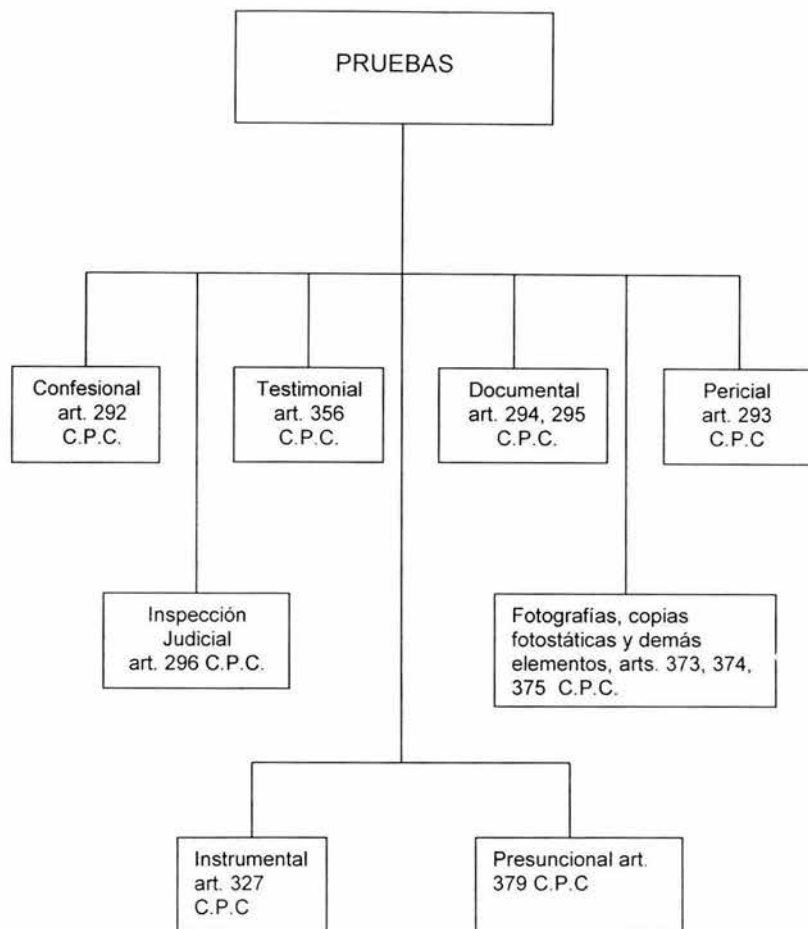 PRUEBAS
Confesional
art. 292
C.P.C.
Testimonial
art. 356
C.P.C.
Documental
art. 294, 295
C.P.C.
Pericial
art. 293
C.P.C
Inspección
Judicial
art. 296 C.P.C.
Fotografías, copias
fotostáticas y demás
elementos, arts. 373, 374,
375 C.P.C.
Instrumental
art. 327
C.P.C
Presuncional art.
379 C.P.C